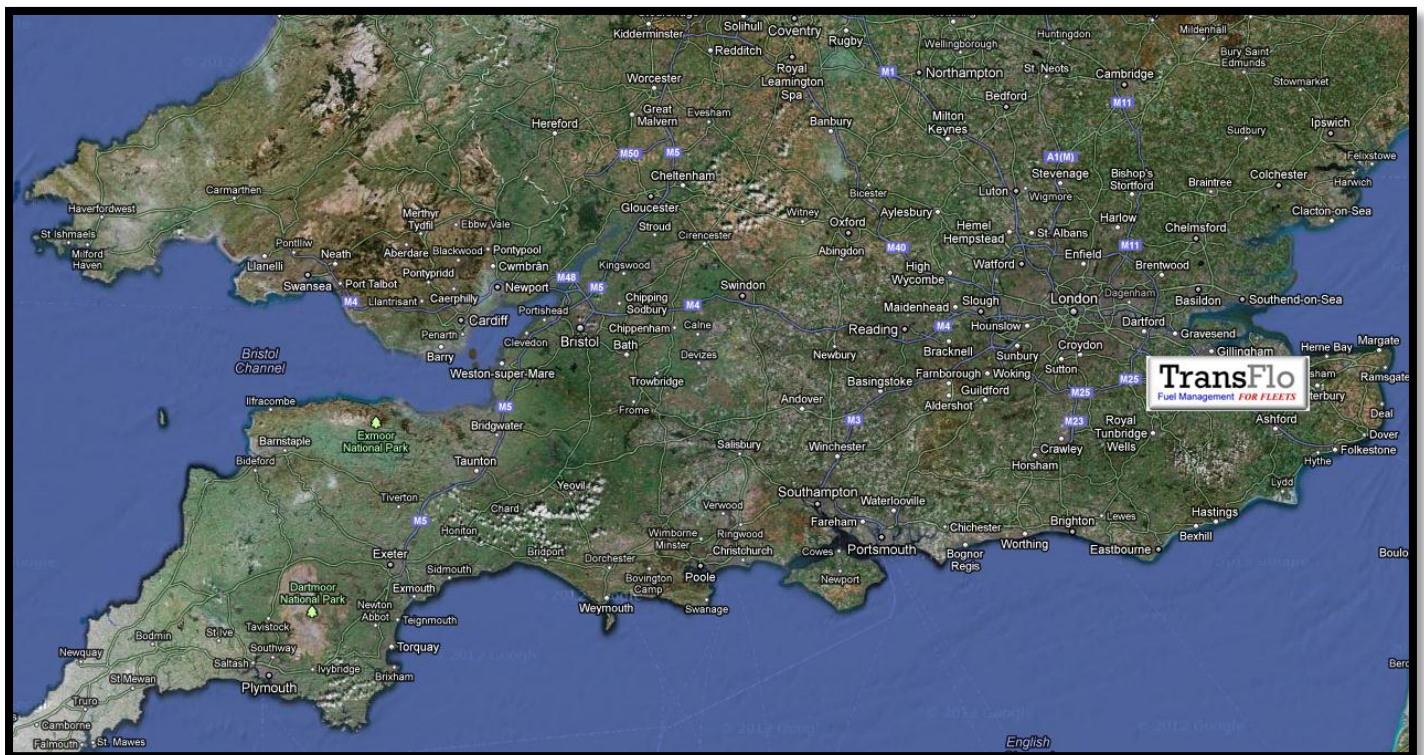 Kidderminster
Solihull
Coventry
Rugby
Huntingdon
Mildenhall
Redditch
Wellingborough
Bury Saint
Edmunds
Worcester
Royal
Leamington
Spa
M1
Northampton
St. Neots
Cambridge
Stowmarket
Great
Malvern
Evesham
Bedford
M11
Hereford
Banbury
Milton
Keynes
Sudbury
Ipswich
M50
M5
A1(M)
Felixstowe
Cheltenham
Stevenage
Bishop's
Stortford
Colchester
Harwich
Carmarthen
Bicester
Luton
Wigmore
Braintree
Haverfordwest
Merthyr
Tydfil
Ebbw Vale
Gloucester
Witney
Oxford
Aylesbury
Hemel
Hempstead
St. Albans
Harlow
Clacton-on-Sea
St Ishmaels
Milford
Haven
Pontlliw
Neath
Aberdare
Blackwood
Pontypool
Stroud
Cirencester
Abingdon
M40
Enfield
M11
Chelmsford
Llanelli
Cwmbrân
Kingswood
High
Wycombe
Watford
Brentwood
Swansea
Port Talbot
Pontypridd
M48
M5
Swindon
Dagenham
M4
Llantrisant
Caerphilly
Newport
Chipping
Sodbury
M4
Maidenhead
Slough
London
Basildon
Southend-on-Sea
Portishead
Cardiff
Bristol
Chippenham
Calne
Reading
M4
Hounslow
Dartford
Gravesend
Penarth
Clevedon
Bath
Devizes
Newbury
Bracknell
Sunbury
Croydon
Gillingham
Herne Bay
Margate
Barry
Bristol
Channel
Weston-super-Mare
Trowbridge
Basingstoke
Farnborough
Woking
Sutton
M25
M25
Ramsgate
TransFlo
Fuel Management FOR FLEETS
Ilfracombe
M5
Frome
Andover
Aldershot
Guildford
Deal
Exmoor
National Park
Barnstaple
Bridgwater
M3
M23
Royal
Tunbridge
Wells
Ashford
Dover
Bideford
Taunton
Salisbury
Winchester
Crawley
Horsham
Folkestone
Hythe
Tiverton
Yeovil
Southampton
Waterlooville
Lydd
M5
Chard
Verwood
Fareham
Chichester
Brighton
Lewes
Hastings
Honiton
Wimborne
Minster
Ringwood
Portsmouth
Worthing
Bexhill
Exeter
Bridport
Dorchester
Christchurch
Cowes
Bognor
Regis
Eastbourne
Sidmouth
Bovington
Camp
Poole
Newport
Dartmoor
National Park
Exmouth
Weymouth
Swanage
Newton
Abbot
Teignmouth
Tavistock
Bodmin
St Ive
Southway
Torquay
Newquay
Saltash
Ivybridge
Brixham
St Mewan
Plymouth
Truro
Camborne
Falmouth
St. Mawes
English